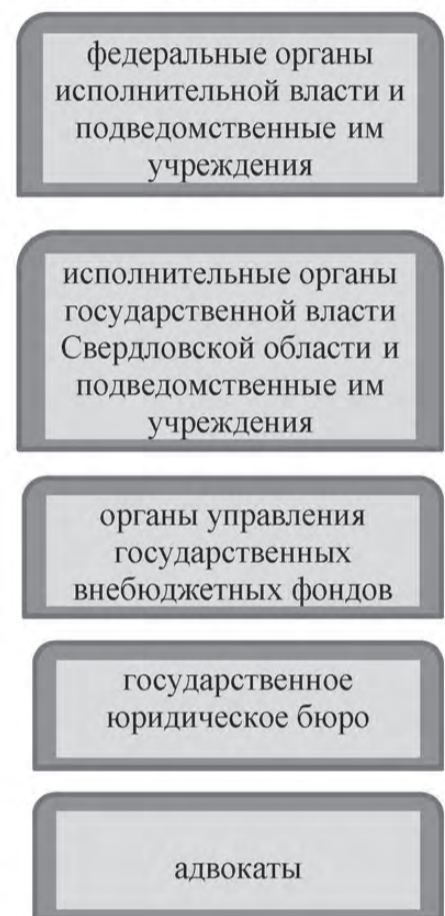 федеральные органы
исполнительной власти и
подведомственные им
учреждения
исполнительные органы
государственной власти
Свердловской области и
подведомственные им
учреждения
органы управления
государственных
внебюджетных фондов
государственное
юридическое бюро
адвокаты